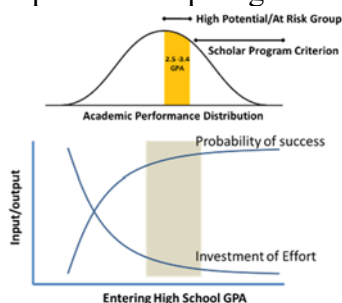 High Potential/At Risk Group
Scholar Program Criterion
2.5 -3.4
GPA
Academic Performance Distribution
Probability of success
Input/output
Investment of Effort
Entering High School GPA